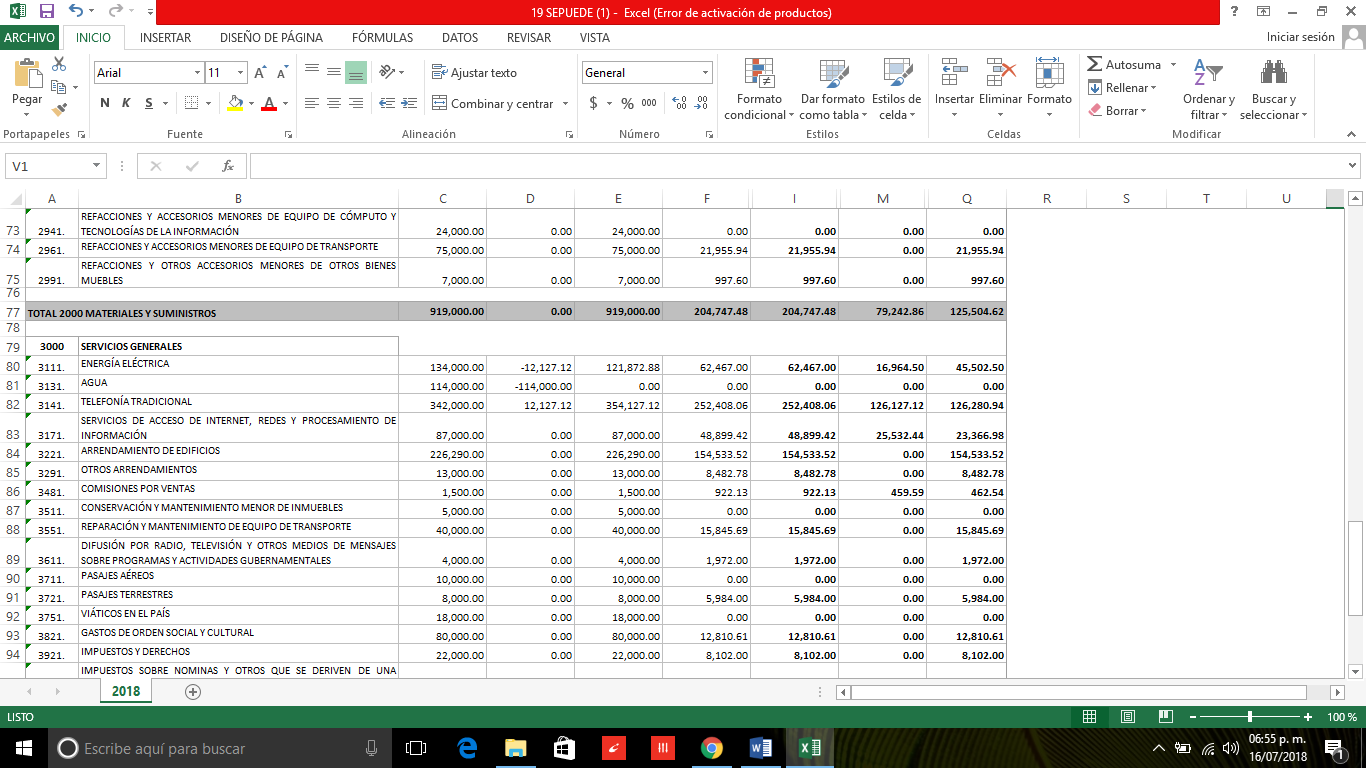 19 SEPUEDE (1) - Excel (Error de activación de productos)
ARCHIVO INICIO INSERTAR DISEÑO DE PÁGINA FÓRMULAS DATOS REVISAR VISTA Iniciar sesión
Pegar
Arial 11
N K S
Ajustar texto
Combinar y centrar
General
$ % 000
Formato condicional
Dar formato como tabla
Estilos de celda
Insertar Eliminar Formato
Autosuma
Rellenar
Borrar
Ordenar y filtrar
Buscar y seleccionar
Portapapeles Fuente Alineación Número Estilos Celdas Modificar
V1 fx
A B C D E F I M Q R S T U
REFACCIONES Y ACCESORIOS MENORES DE EQUIPO DE CÓMPUTO Y
73 2941. TECNOLOGÍAS DE LA INFORMACIÓN 24,000.00 0.00 24,000.00 0.00 0.00 0.00 0.00
74 2961. REFACCIONES Y ACCESORIOS MENORES DE EQUIPO DE TRANSPORTE 75,000.00 0.00 75,000.00 21,955.94 21,955.94 0.00 21,955.94
REFACCIONES Y OTROS ACCESORIOS MENORES DE OTROS BIENES
75 2991. MUEBLES 7,000.00 0.00 7,000.00 997.60 997.60 0.00 997.60
76
77 TOTAL 2000 MATERIALES Y SUMINISTROS 919,000.00 0.00 919,000.00 204,747.48 204,747.48 79,242.86 125,504.62
78
79 3000 SERVICIOS GENERALES
80 3111. ENERGÍA ELÉCTRICA 134,000.00 -12,127.12 121,872.88 62,467.00 62,467.00 16,964.50 45,502.50
81 3131. AGUA 114,000.00 -114,000.00 0.00 0.00 0.00 0.00 0.00
82 3141. TELEFONÍA TRADICIONAL 342,000.00 12,127.12 354,127.12 252,408.06 252,408.06 126,127.12 126,280.94
SERVICIOS DE ACCESO DE INTERNET, REDES Y PROCESAMIENTO DE
83 3171. INFORMACIÓN 87,000.00 0.00 87,000.00 48,899.42 48,899.42 25,532.44 23,366.98
84 3221. ARRENDAMIENTO DE EDIFICIOS 226,290.00 0.00 226,290.00 154,533.52 154,533.52 0.00 154,533.52
85 3291. OTROS ARRENDAMIENTOS 13,000.00 0.00 13,000.00 8,482.78 8,482.78 0.00 8,482.78
86 3481. COMISIONES POR VENTAS 1,500.00 0.00 1,500.00 922.13 922.13 459.59 462.54
87 3511. CONSERVACIÓN Y MANTENIMIENTO MENOR DE INMUEBLES 5,000.00 0.00 5,000.00 0.00 0.00 0.00 0.00
88 3551. REPARACIÓN Y MANTENIMIENTO DE EQUIPO DE TRANSPORTE 40,000.00 0.00 40,000.00 15,845.69 15,845.69 0.00 15,845.69
DIFUSIÓN POR RADIO, TELEVISIÓN Y OTROS MEDIOS DE MENSAJES
89 3611. SOBRE PROGRAMAS Y ACTIVIDADES GUBERNAMENTALES 4,000.00 0.00 4,000.00 1,972.00 1,972.00 0.00 1,972.00
90 3711. PASAJES AÉREOS 10,000.00 0.00 10,000.00 0.00 0.00 0.00 0.00
91 3721. PASAJES TERRESTRES 8,000.00 0.00 8,000.00 5,984.00 5,984.00 0.00 5,984.00
92 3751. VIÁTICOS EN EL PAÍS 18,000.00 0.00 18,000.00 0.00 0.00 0.00 0.00
93 3821. GASTOS DE ORDEN SOCIAL Y CULTURAL 80,000.00 0.00 80,000.00 12,810.61 12,810.61 0.00 12,810.61
94 3921. IMPUESTOS Y DERECHOS 22,000.00 0.00 22,000.00 8,102.00 8,102.00 0.00 8,102.00
IMPUESTOS SOBRE NOMINAS Y OTROS QUE SE DERIVEN DE UNA
2018
LISTO 100 %
Escribe aquí para buscar
06:55 p. m.
16/07/2018
1